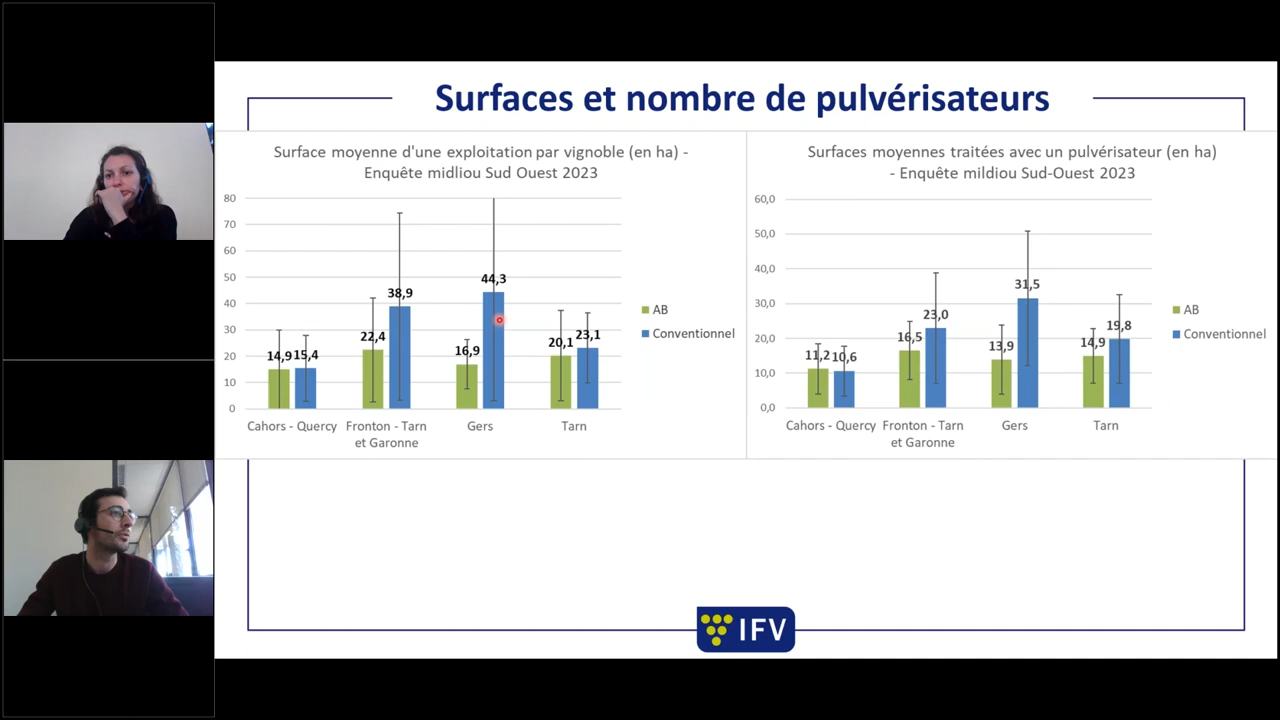 Surfaces et nombre de pulvérisateurs
Surface moyenne d'une exploitation par vignoble (en ha) -
Enquête midliou Sud Ouest 2023
80
70
60
50
40
30
20
10
0
14,9
15,4
22,4
38,9
16,9
44,3
20,1
23,1
Cahors - Quercy
Fronton - Tarn
et Garonne
Gers
Tarn
AB
Conventionnel
Surfaces moyennes traitées avec un pulvérisateur (en ha)
- Enquête mildiou Sud-Ouest 2023
60,0
50,0
40,0
30,0
20,0
10,0
0,0
11,2
10,6
16,5
23,0
13,9
31,5
14,9
19,8
Cahors - Quercy
Fronton - Tarn
et Garonne
Gers
Tarn
AB
Conventionnel
IFV